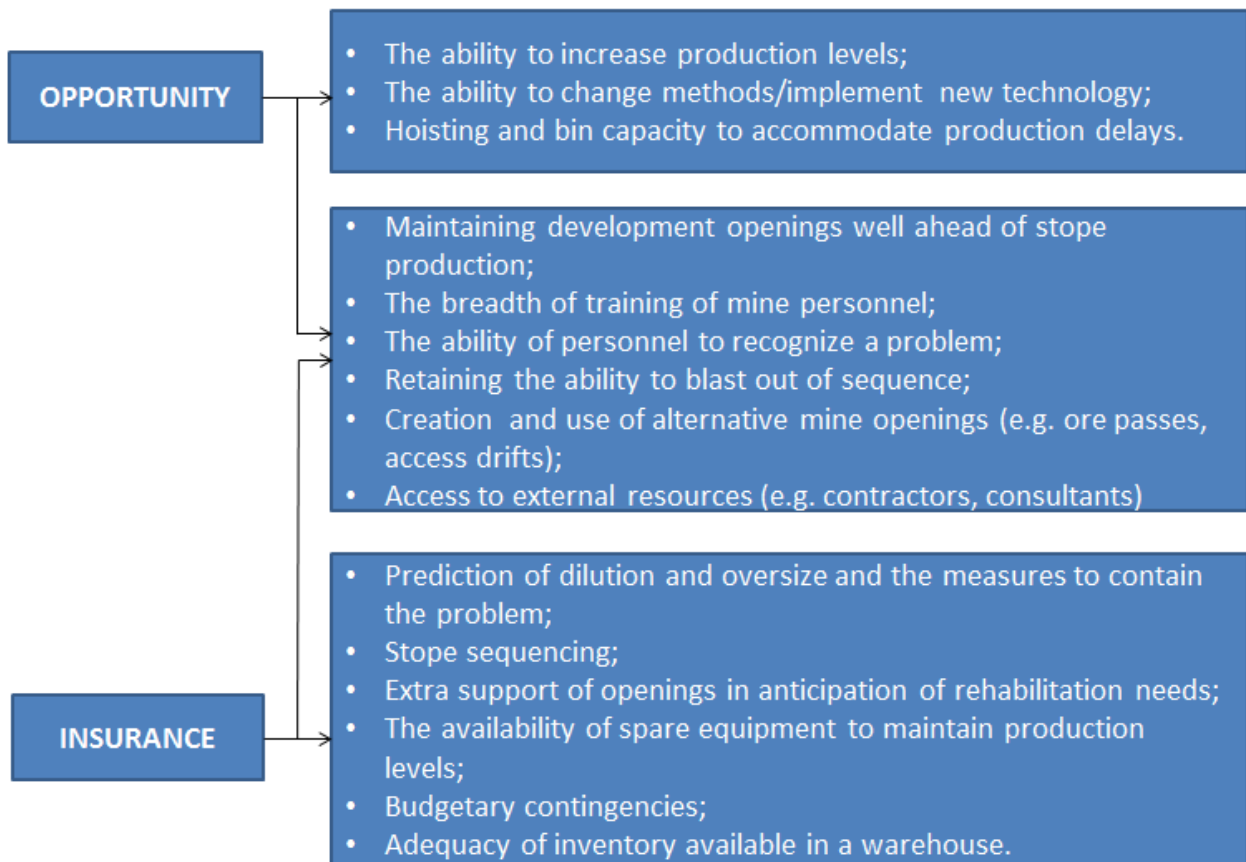 OPPORTUNITY
• The ability to increase production levels;
• The ability to change methods/implement new technology;
• Hoisting and bin capacity to accommodate production delays.
• Maintaining development openings well ahead of stope
production;
• The breadth of training of mine personnel;
• The ability of personnel to recognize a problem;
• Retaining the ability to blast out of sequence;
• Creation and use of alternative mine openings (e.g. ore passes,
access drifts);
• Access to external resources (e.g. contractors, consultants)
INSURANCE
• Prediction of dilution and oversize and the measures to contain
the problem;
• Stope sequencing;
• Extra support of openings in anticipation of rehabilitation needs;
• The availability of spare equipment to maintain production
levels;
• Budgetary contingencies;
• Adequacy of inventory available in a warehouse.